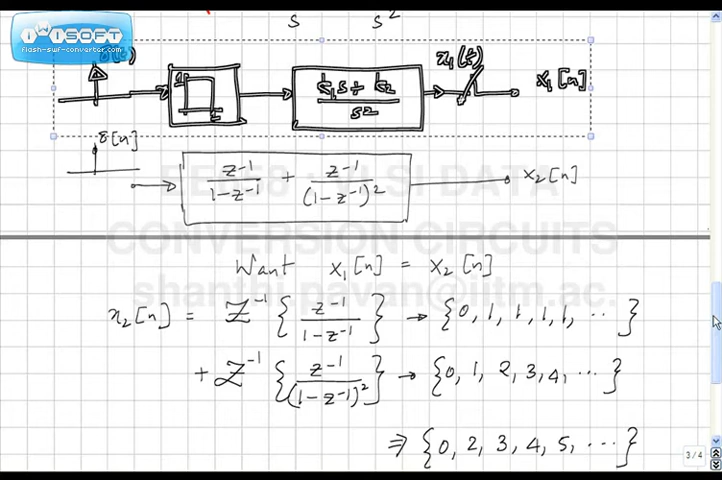 s s²
iWisoft
flash-swf-converter.com
δ(t) 1 1 k₁s + k₂ / s² x₁(t) x₁[n]
δ[n] z⁻¹ / 1-z⁻¹ + z⁻¹ / (1-z⁻¹)² x₂[n]
VLSI DATA
CONVERSION CIRCUITS
Want x₁[n] = x₂[n]
shanthi.pavan@iitm.ac.
x₂[n] = Z⁻¹ { z⁻¹ / 1-z⁻¹ } → {0, 1, 1, 1, 1, ... }
+ Z⁻¹ { z⁻¹ / (1-z⁻¹)² } → {0, 1, 2, 3, 4, ... }
⇒ {0, 2, 3, 4, 5, ... }
3/4